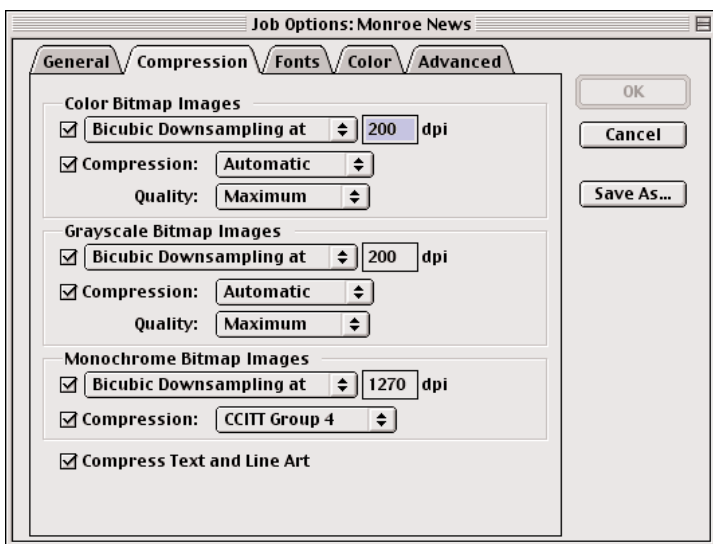 Job Options: Monroe News
General Compression Fonts Color Advanced
Color Bitmap Images
Bicubic Downsampling at 200 dpi
Compression: Automatic
Quality: Maximum
Grayscale Bitmap Images
Bicubic Downsampling at 200 dpi
Compression: Automatic
Quality: Maximum
Monochrome Bitmap Images
Bicubic Downsampling at 1270 dpi
Compression: CCITT Group 4
Compress Text and Line Art
OK
Cancel
Save As...